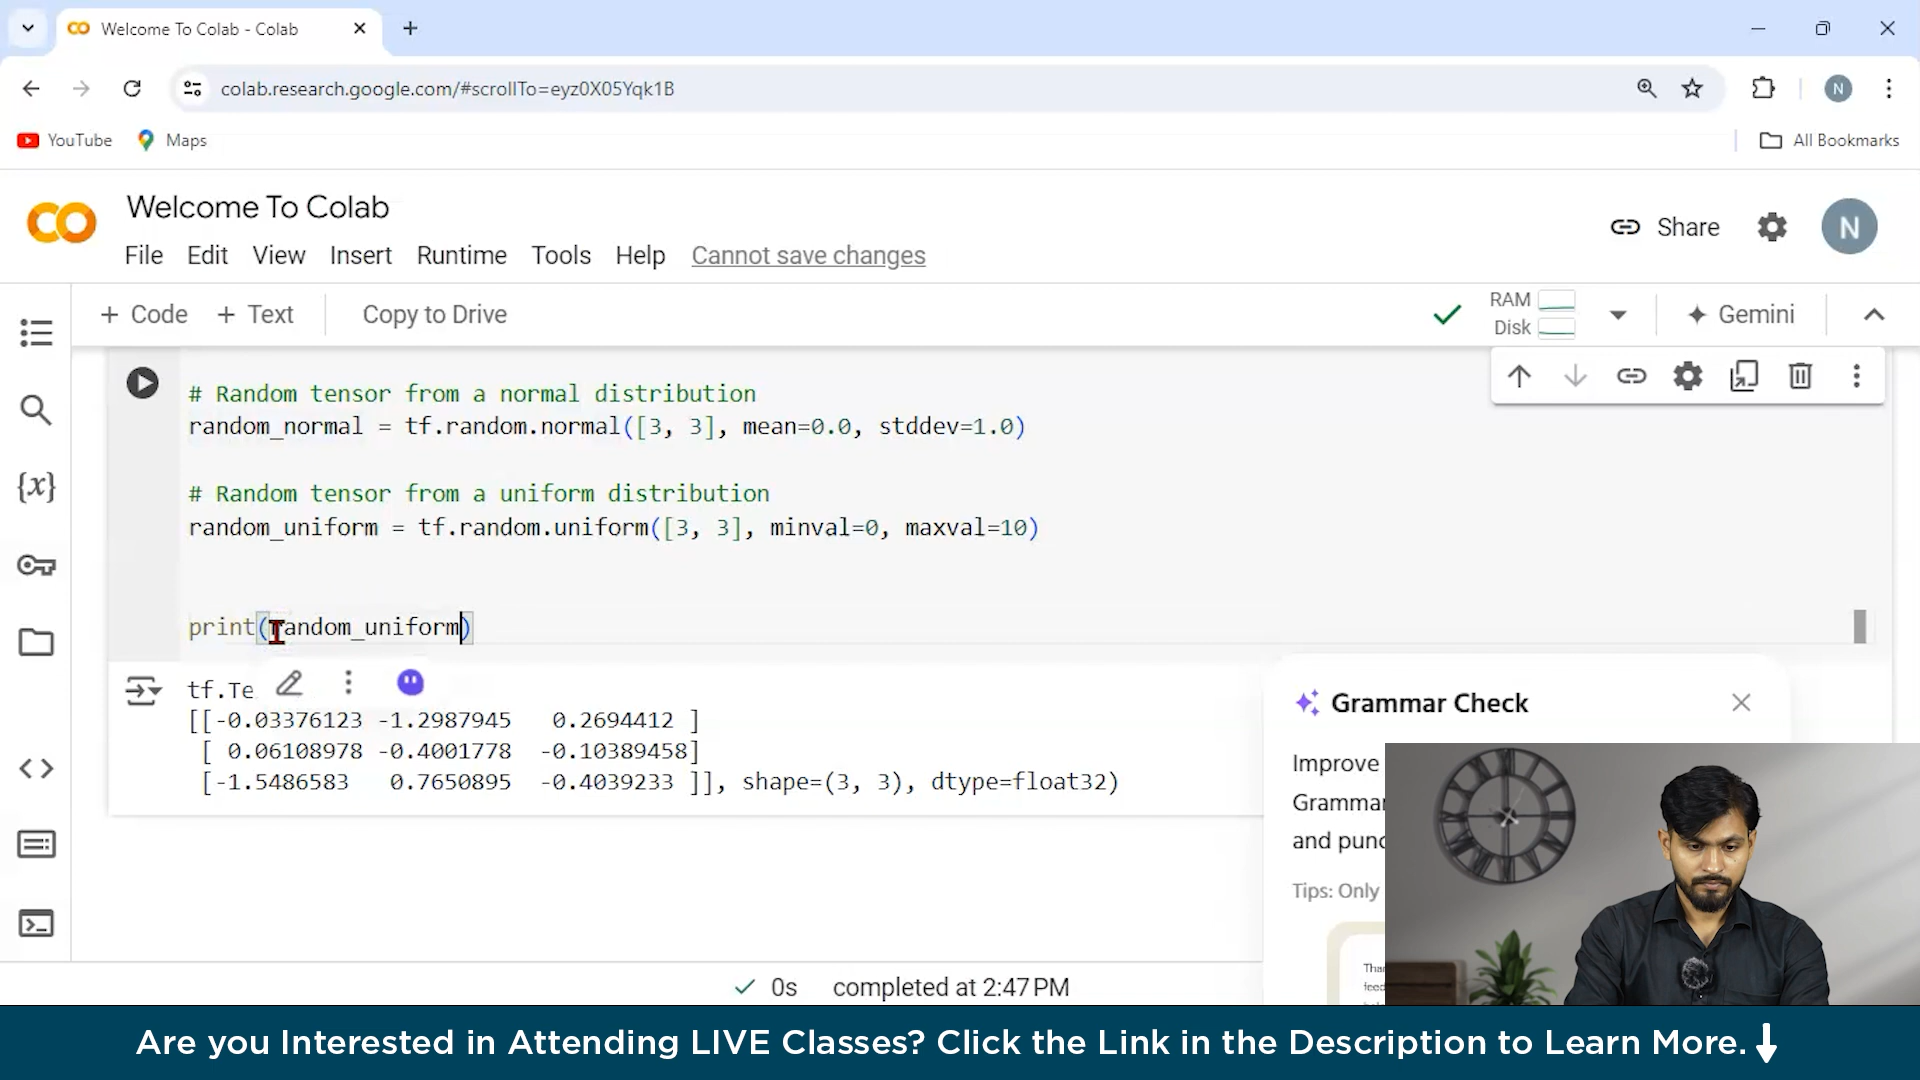 Welcome To Colab - Colab
colab.research.google.com/#scrollTo=eyz0X05Yqk1B
N
YouTube
Maps
All Bookmarks
CO
Welcome To Colab
Share
N
File Edit View Insert Runtime Tools Help Cannot save changes
+ Code + Text Copy to Drive
RAM
Disk
Gemini
# Random tensor from a normal distribution
random_normal = tf.random.normal([3, 3], mean=0.0, stddev=1.0)
# Random tensor from a uniform distribution
random_uniform = tf.random.uniform([3, 3], minval=0, maxval=10)
print(random_uniform)
tf.Te
[[-0.03376123 -1.2987945 0.2694412 ]
[ 0.06108978 -0.4001778 -0.10389458]
[-1.5486583 0.7650895 -0.4039233 ]], shape=(3, 3), dtype=float32)
{x}
Grammar Check
Improve
Grammar
and punc
Tips: Only
0s completed at 2:47 PM
Are you Interested in Attending LIVE Classes? Click the Link in the Description to Learn More.